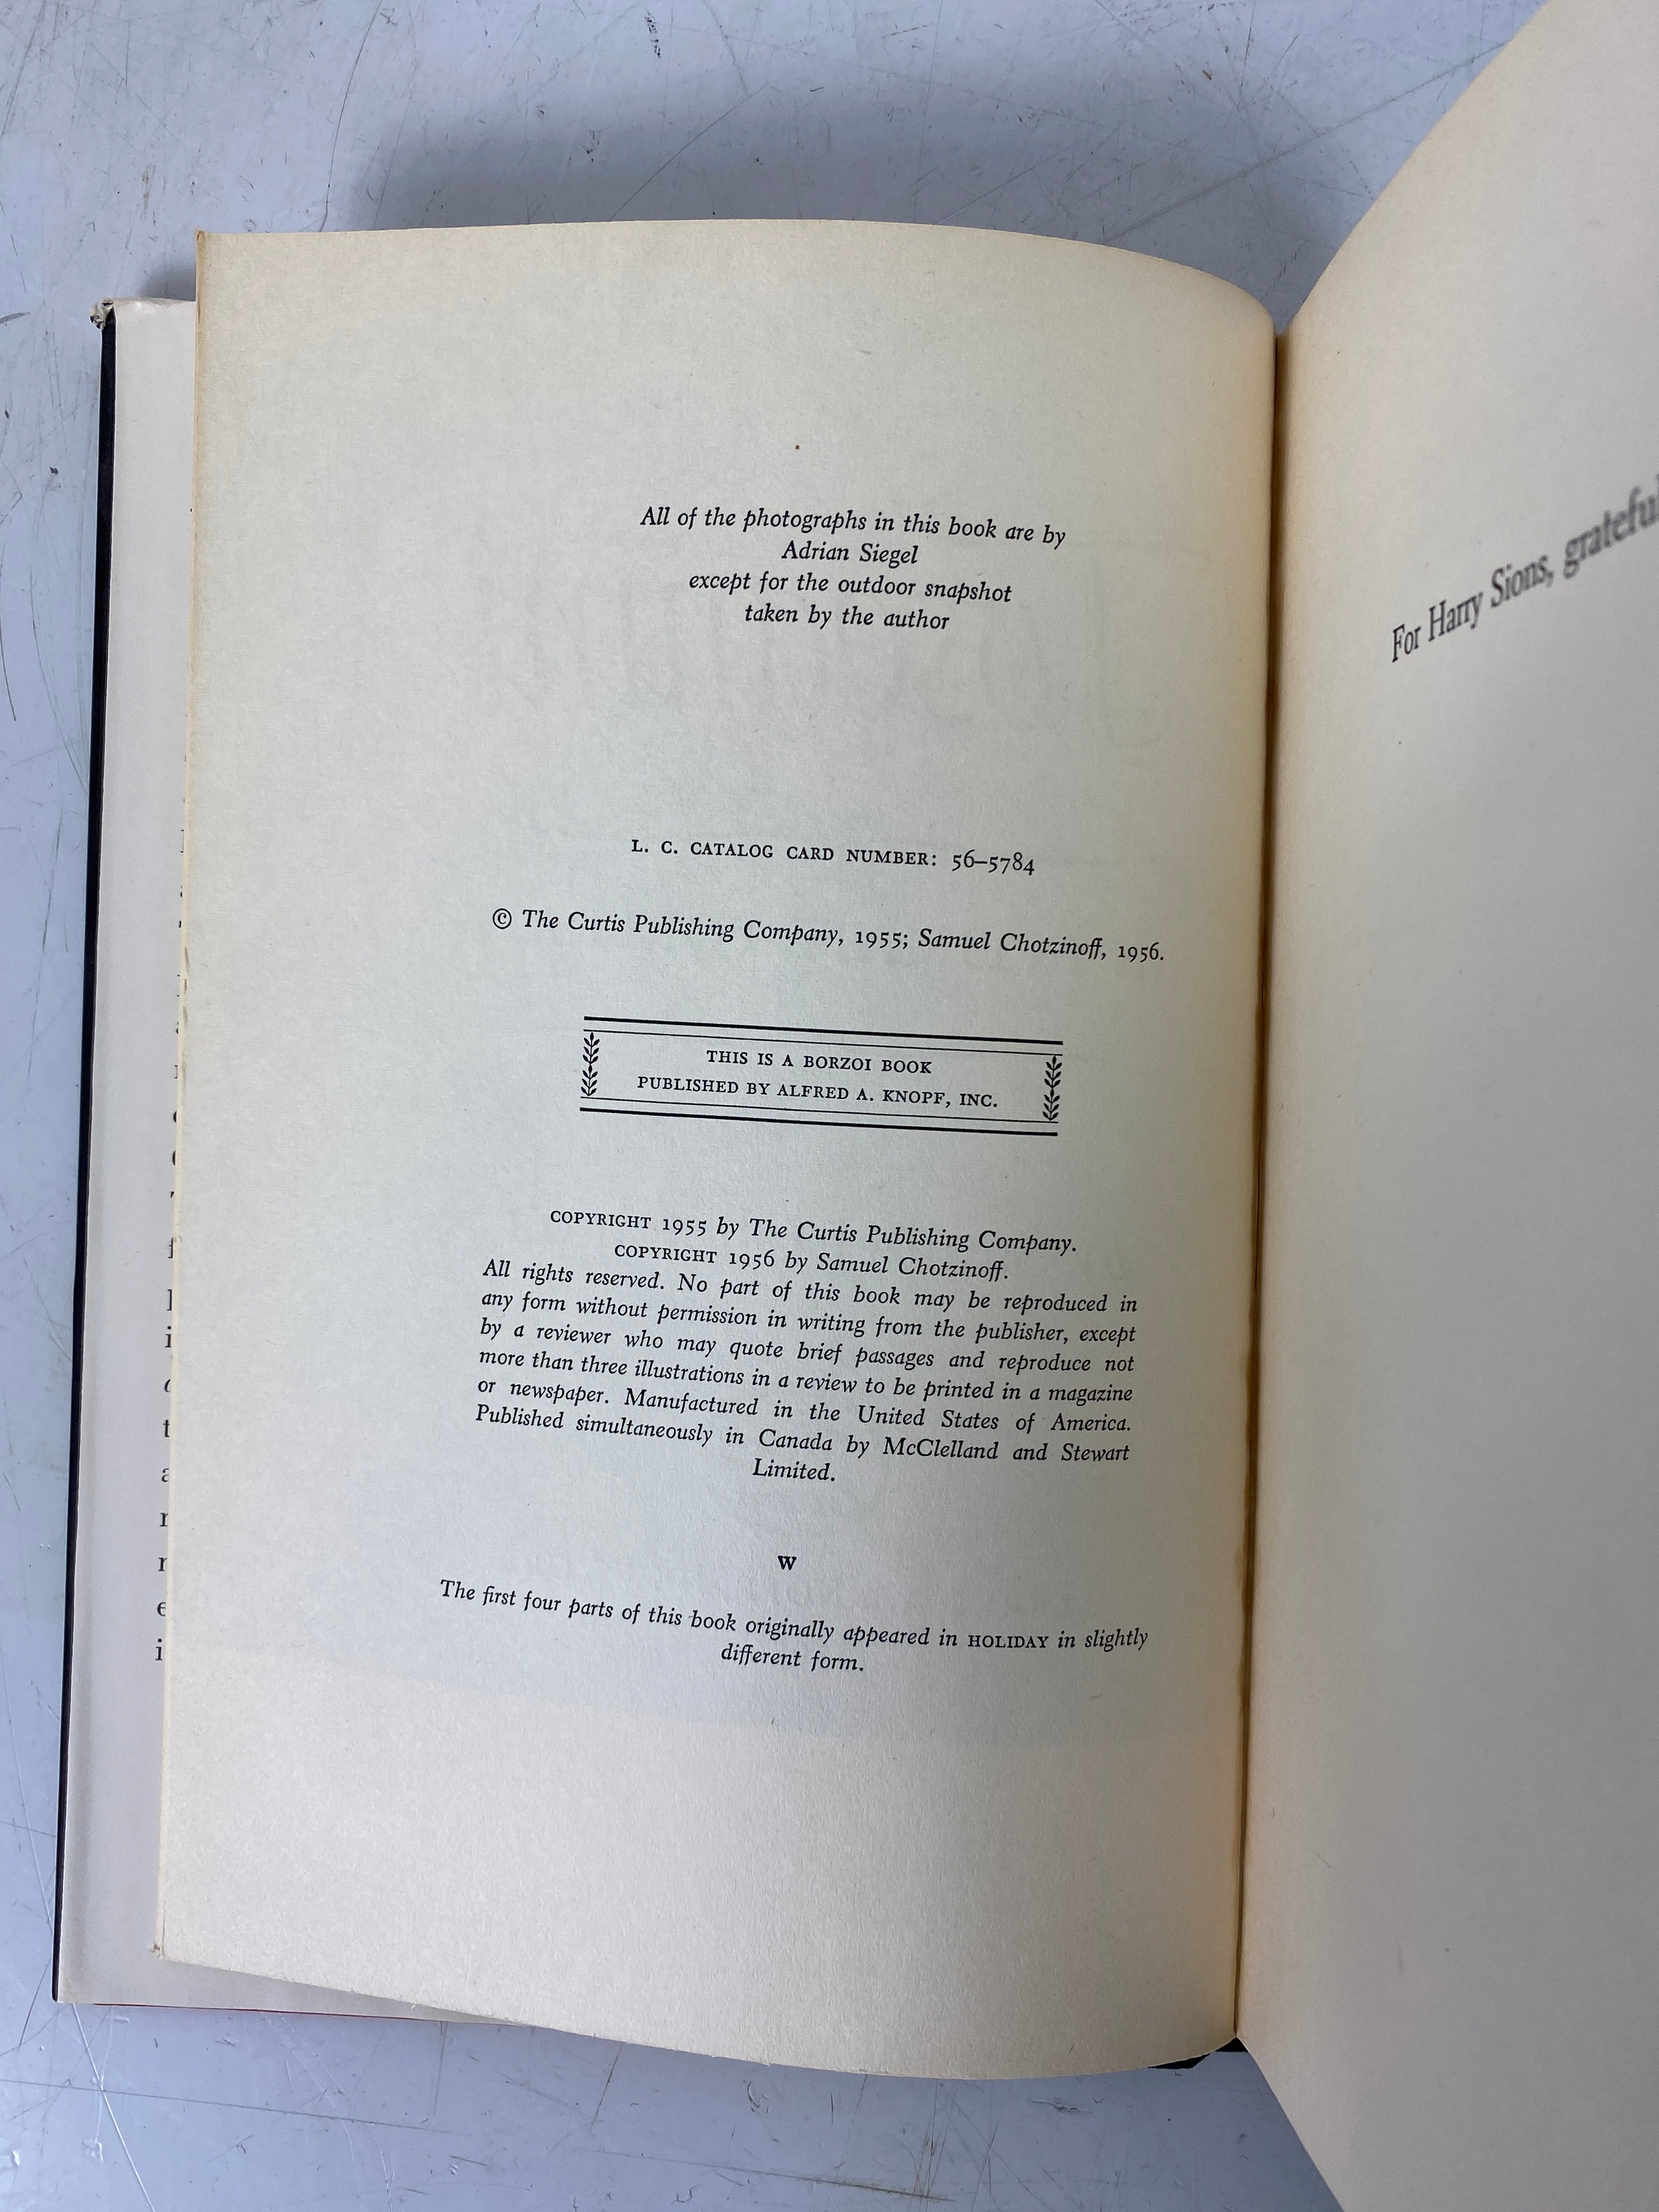 All of the photographs in this book are by
Adrian Siegel
except for the outdoor snapshot
taken by the author
L. C. CATALOG CARD NUMBER: 56–5784
© The Curtis Publishing Company, 1955; Samuel Chotzinoff, 1956.
THIS IS A BORZOI BOOK
PUBLISHED BY ALFRED A. KNOPF, INC.
COPYRIGHT 1955 by The Curtis Publishing Company.
COPYRIGHT 1956 by Samuel Chotzinoff.
All rights reserved. No part of this book may be reproduced in
any form without permission in writing from the publisher, except
by a reviewer who may quote brief passages and reproduce not
more than three illustrations in a review to be printed in a magazine
or newspaper. Manufactured in the United States of America.
Published simultaneously in Canada by McClelland and Stewart
Limited.
W
The first four parts of this book originally appeared in HOLIDAY in slightly
different form.
For Harry Sions,